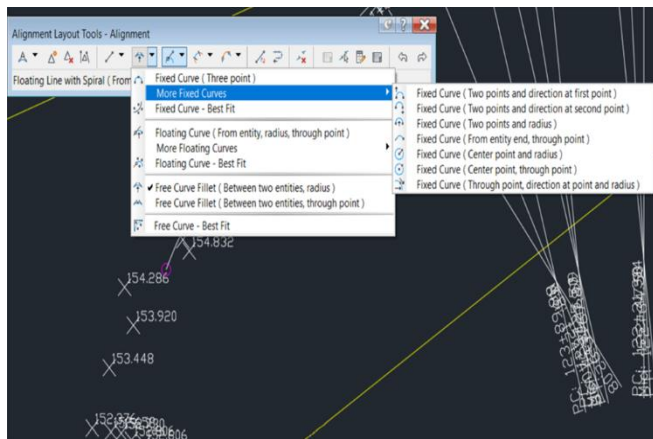 Alignment Layout Tools - Alignment
Floating Line with Spiral (From
Fixed Curve (Three point)
More Fixed Curves
Fixed Curve - Best Fit
Floating Curve (From entity, radius, through point)
More Floating Curves
Floating Curve - Best Fit
Free Curve Fillet (Between two entities, radius)
Free Curve Fillet (Between two entities, through point)
Free Curve - Best Fit
Fixed Curve (Two points and direction at first point)
Fixed Curve (Two points and direction at second point)
Fixed Curve (Two points and radius)
Fixed Curve (From entity end, through point)
Fixed Curve (Center point and radius)
Fixed Curve (Center point, through point)
Fixed Curve (Through point, direction at point and radius)
154.832
154.286
153.920
153.448